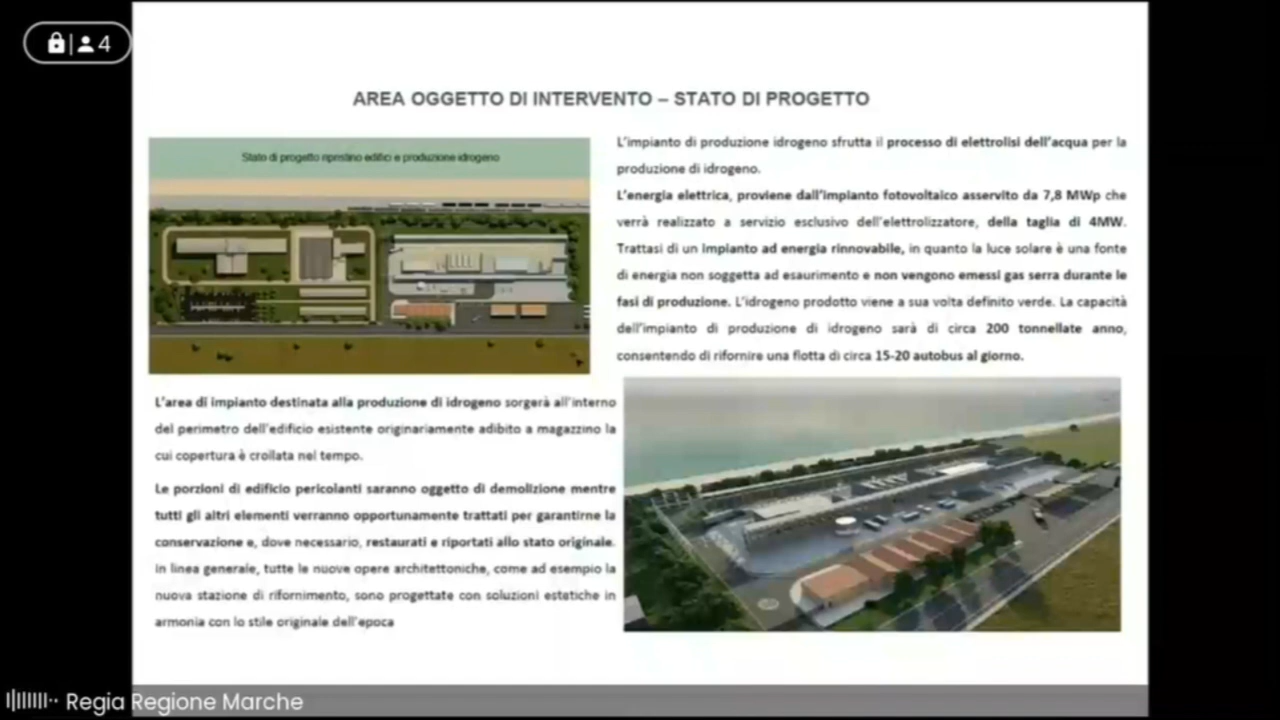 4
AREA OGGETTO DI INTERVENTO – STATO DI PROGETTO
Stato di progetto ripristino edifici e produzione idrogeno
L'impianto di produzione idrogeno sfrutta il processo di elettrolisi dell'acqua per la
produzione di idrogeno.
L'energia elettrica, proviene dall'impianto fotovoltaico asservito da 7,8 MWp che
verrà realizzato a servizio esclusivo dell'elettrolizzatore, della taglia di 4MW.
Trattasi di un impianto ad energia rinnovabile, in quanto la luce solare è una fonte
di energia non soggetta ad esaurimento e non vengono emessi gas serra durante le
fasi di produzione. L'idrogeno prodotto viene a sua volta definito verde. La capacità
dell'impianto di produzione di idrogeno sarà di circa 200 tonnellate anno,
consentendo di rifornire una flotta di circa 15-20 autobus al giorno.
L'area di impianto destinata alla produzione di idrogeno sorgerà all'interno
del perimetro dell'edificio esistente originariamente adibito a magazzino la
cui copertura è crollata nel tempo.
Le porzioni di edificio pericolanti saranno oggetto di demolizione mentre
tutti gli altri elementi verranno opportunamente trattati per garantirne la
conservazione e, dove necessario, restaurati e riportati allo stato originale.
In linea generale, tutte le nuove opere architettoniche, come ad esempio la
nuova stazione di rifornimento, sono progettate con soluzioni estetiche in
armonia con lo stile originale dell'epoca
Regia Regione Marche